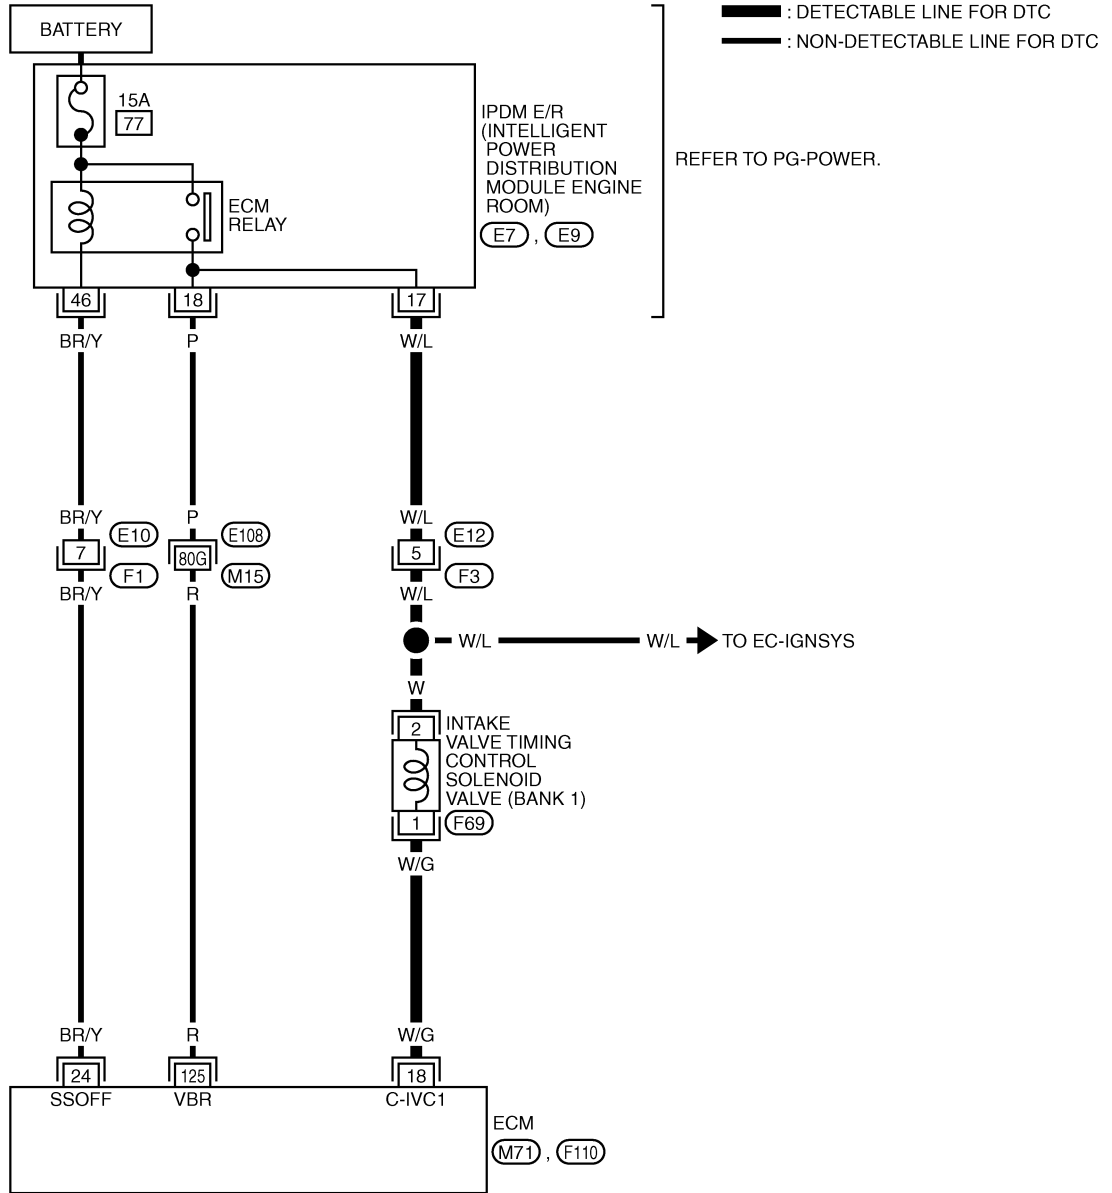 BATTERY
: DETECTABLE LINE FOR DTC
: NON-DETECTABLE LINE FOR DTC
15A
77
IPDM E/R
(INTELLIGENT
POWER
DISTRIBUTION
MODULE ENGINE
ROOM)
E7 , E9
REFER TO PG-POWER.
ECM
RELAY
46 18 17
BR/Y P W/L
BR/Y P W/L
7 E10 80G E108 5 E12
F1 M15 F3
BR/Y R W/L
W/L W/L TO EC-IGNSYS
W
2
INTAKE
VALVE TIMING
CONTROL
SOLENOID
VALVE (BANK 1)
1 F69
W/G
BR/Y R W/G
24 125 18
SSOFF VBR C-IVC1
ECM
M71 , F110